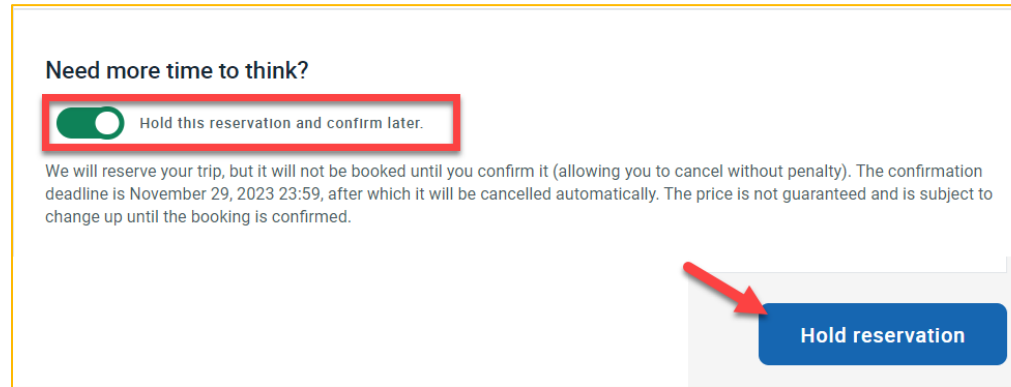 Need more time to think?
Hold this reservation and confirm later.
We will reserve your trip, but it will not be booked until you confirm it (allowing you to cancel without penalty). The confirmation
deadline is November 29, 2023 23:59, after which it will be cancelled automatically. The price is not guaranteed and is subject to
change up until the booking is confirmed.
Hold reservation